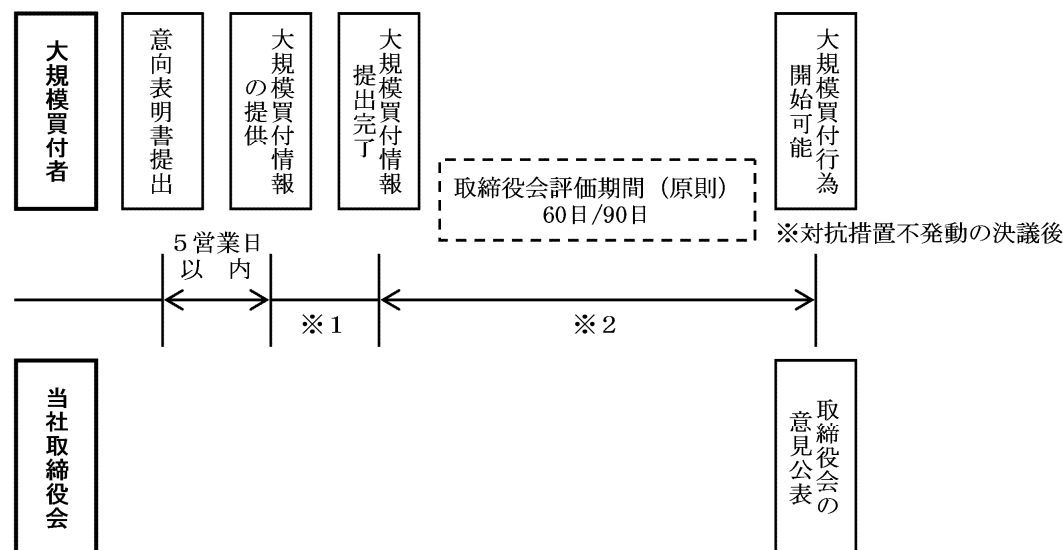 大規模買付者
意向表明書提出
大規模買付情報
の提供
大規模買付情報
提出完了
大規模買付行為
開始可能
取締役会評価期間（原則）
60日/90日
※対抗措置不発動の決議後
５営業日
以　内
※１
※２
当社取締役会
取締役会の
意見公表